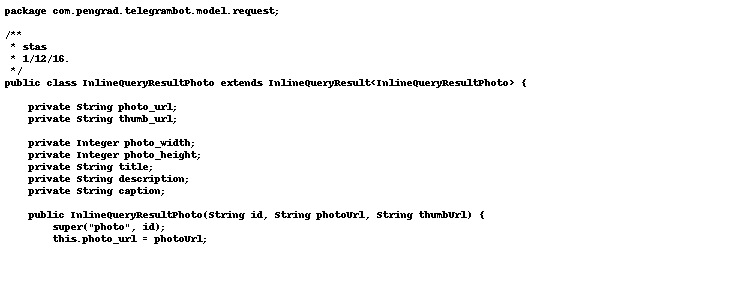 package com.pengrad.telegrambot.model.request;

/**
 * stas
 * 1/12/16.
 */
public class InlineQueryResultPhoto extends InlineQueryResult<InlineQueryResultPhoto> {

    private String photo_url;
    private String thumb_url;

    private Integer photo_width;
    private Integer photo_height;
    private String title;
    private String description;
    private String caption;

    public InlineQueryResultPhoto(String id, String photoUrl, String thumbUrl) {
        super("photo", id);
        this.photo_url = photoUrl;